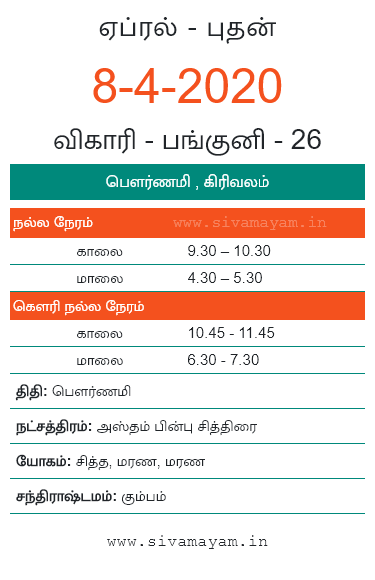 ஏப்ரல் - புதன்
8-4-2020
விகாரி - பங்குனி - 26
பௌர்ணமி , கிரிவலம்
நல்ல நேரம் www.sivamayam.in
காலை 9.30 – 10.30
மாலை 4.30 – 5.30
கௌரி நல்ல நேரம்
காலை 10.45 - 11.45
மாலை 6.30 - 7.30
திதி: பௌர்ணமி
நட்சத்திரம்: அஸ்தம் பின்பு சித்திரை
யோகம்: சித்த, மரண, மரண
சந்திராஷ்டமம்: கும்பம்
www.sivamayam.in